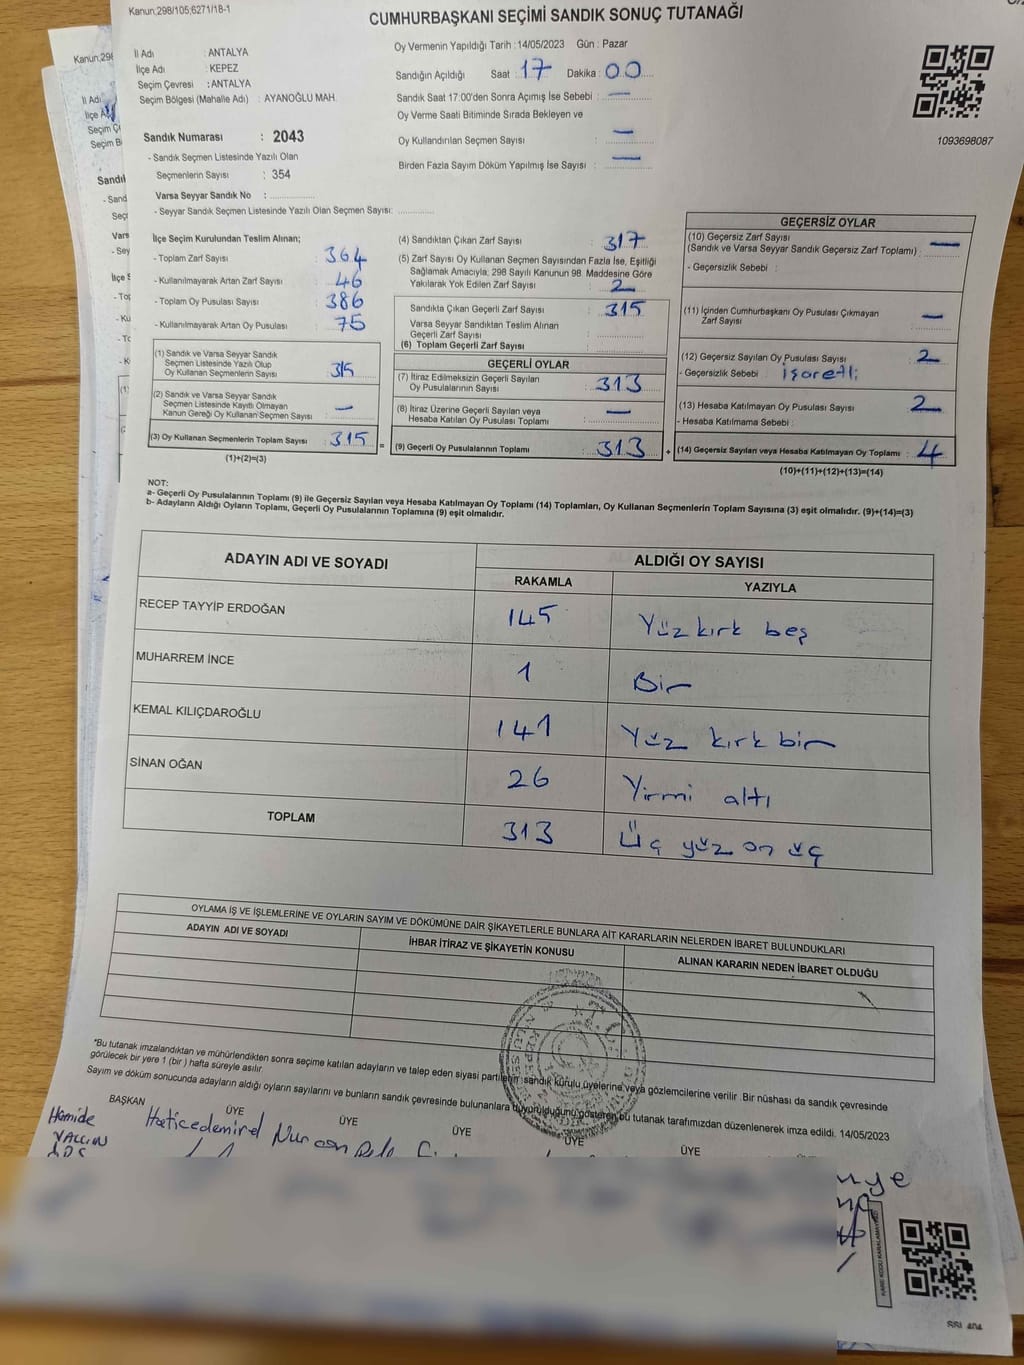 Kanun;298/105;6271/18-1
CUMHURBAŞKANI SEÇİMİ SANDIK SONUÇ TUTANAĞI
İl Adı : ANTALYA
İlçe Adı : KEPEZ
Seçim Çevresi : ANTALYA
Seçim Bölgesi (Mahalle Adı) : AYANOĞLU MAH.
Sandık Numarası : 2043
- Sandık Seçmen Listesinde Yazılı Olan
Seçmenlerin Sayısı : 354
Varsa Seyyar Sandık No :
- Seyyar Sandık Seçmen Listesinde Yazılı Olan Seçmen Sayısı:
Oy Vermenin Yapıldığı Tarih : 14/05/2023 Gün : Pazar
Sandığın Açıldığı Saat : 17 Dakika : 00
Sandık Saat 17:00'den Sonra Açımış İse Sebebi : —
Oy Verme Saati Bitiminde Sırada Bekleyen ve
Oy Kullandırılan Seçmen Sayısı : —
Birden Fazla Sayım Döküm Yapılmış İse Sayısı : —
1093698087
İlçe Seçim Kurulundan Teslim Alınan;
- Toplam Zarf Sayısı : 364
- Kullanılmayarak Artan Zarf Sayısı : 46
- Toplam Oy Pusulası Sayısı : 386
- Kullanılmayarak Artan Oy Pusulası : 75
(1) Sandık ve Varsa Seyyar Sandık
Seçmen Listesinde Yazılı Olup
Oy Kullanan Seçmenlerin Sayısı : 315
(2) Sandık ve Varsa Seyyar Sandık
Seçmen Listesinde Kayıtlı Olmayan
Kanun Gereği Oy Kullanan Seçmen Sayısı : —
(3) Oy Kullanan Seçmenlerin Toplam Sayısı : 315
(1)+(2)=(3)
(4) Sandıktan Çıkan Zarf Sayısı : 317
(5) Zarf Sayısı Oy Kullanan Seçmen Sayısından Fazla İse, Eşitliği
Sağlamak Amacıyla; 298 Sayılı Kanunun 98. Maddesine Göre
Yakılarak Yok Edilen Zarf Sayısı : 2
Sandıkta Çıkan Geçerli Zarf Sayısı : 315
Varsa Seyyar Sandıktan Teslim Alınan
Geçerli Zarf Sayısı :
(6) Toplam Geçerli Zarf Sayısı :
GEÇERLİ OYLAR
(7) İtiraz Edilmeksizin Geçerli Sayılan
Oy Pusulalarının Sayısı : 313
(8) İtiraz Üzerine Geçerli Sayılan veya
Hesaba Katılan Oy Pusulası Toplamı : —
= (9) Geçerli Oy Pusulalarının Toplamı : 313 +
GEÇERSİZ OYLAR
(10) Geçersiz Zarf Sayısı
(Sandık ve Varsa Seyyar Sandık Geçersiz Zarf Toplamı) : —
- Geçersizlik Sebebi :
(11) İçinden Cumhurbaşkanı Oy Pusulası Çıkmayan
Zarf Sayısı : —
(12) Geçersiz Sayılan Oy Pusulası Sayısı : 2
- Geçersizlik Sebebi : işaretli
(13) Hesaba Katılmayan Oy Pusulası Sayısı : 2
- Hesaba Katılmama Sebebi :
(14) Geçersiz Sayılan veya Hesaba Katılmayan Oy Toplamı : 4
(10)+(11)+(12)+(13)=(14)
NOT:
a- Geçerli Oy Pusulalarının Toplamı (9) ile Geçersiz Sayılan veya Hesaba Katılmayan Oy Toplamı (14) Toplamları, Oy Kullanan Seçmenlerin Toplam Sayısına (3) eşit olmalıdır. (9)+(14)=(3)
b- Adayların Aldığı Oyların Toplamı, Geçerli Oy Pusulalarının Toplamına (9) eşit olmalıdır.
ADAYIN ADI VE SOYADI ALDIĞI OY SAYISI
RAKAMLA YAZIYLA
RECEP TAYYİP ERDOĞAN 145 Yüz kırk beş
MUHARREM İNCE 1 Bir
KEMAL KILIÇDAROĞLU 141 Yüz kırk bir
SİNAN OĞAN 26 Yirmi altı
TOPLAM 313 Üç yüz on üç
OYLAMA İŞ VE İŞLEMLERİNE VE OYLARIN SAYIM VE DÖKÜMÜNE DAİR ŞİKAYETLERLE BUNLARA AİT KARARLARIN NELERDEN İBARET BULUNDUKLARI
ADAYIN ADI VE SOYADI İHBAR İTİRAZ VE ŞİKAYETİN KONUSU ALINAN KARARIN NEDEN İBARET OLDUĞU
*Bu tutanak imzalandıktan ve mühürlendikten sonra seçime katılan adayların ve talep eden siyasi partilerin sandık kurulu üyelerine veya gözlemcilerine verilir. Bir nüshası da sandık çevresinde
görülecek bir yere 1 (bir ) hafta süreyle asılır.
Sayım ve döküm sonucunda adayların aldığı oyların sayılarını ve bunların sandık çevresinde bulunanlara duyurulduğunu gösteren bu tutanak tarafımızdan düzenlenerek imza edildi. 14/05/2023
BAŞKAN ÜYE ÜYE ÜYE ÜYE ÜYE
Hamide Hatice demirel Nurcan